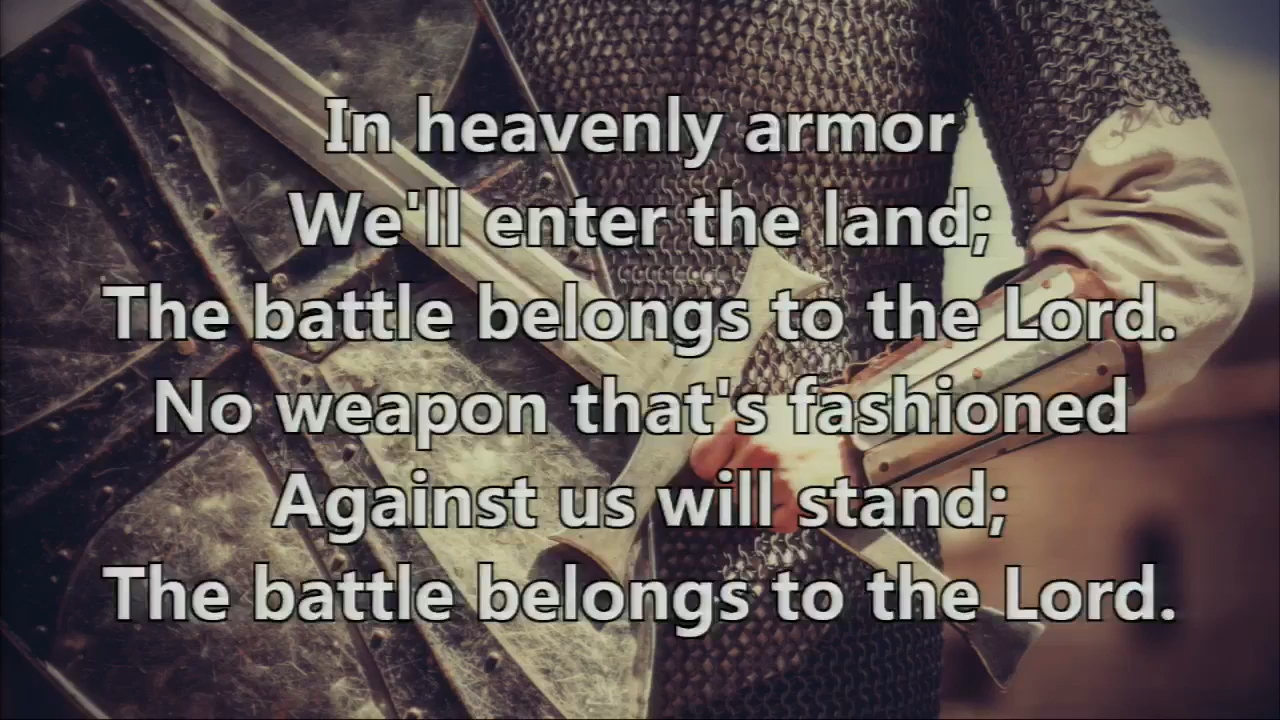 In heavenly armor
We'll enter the land;
The battle belongs to the Lord.
No weapon that's fashioned
Against us will stand;
The battle belongs to the Lord.